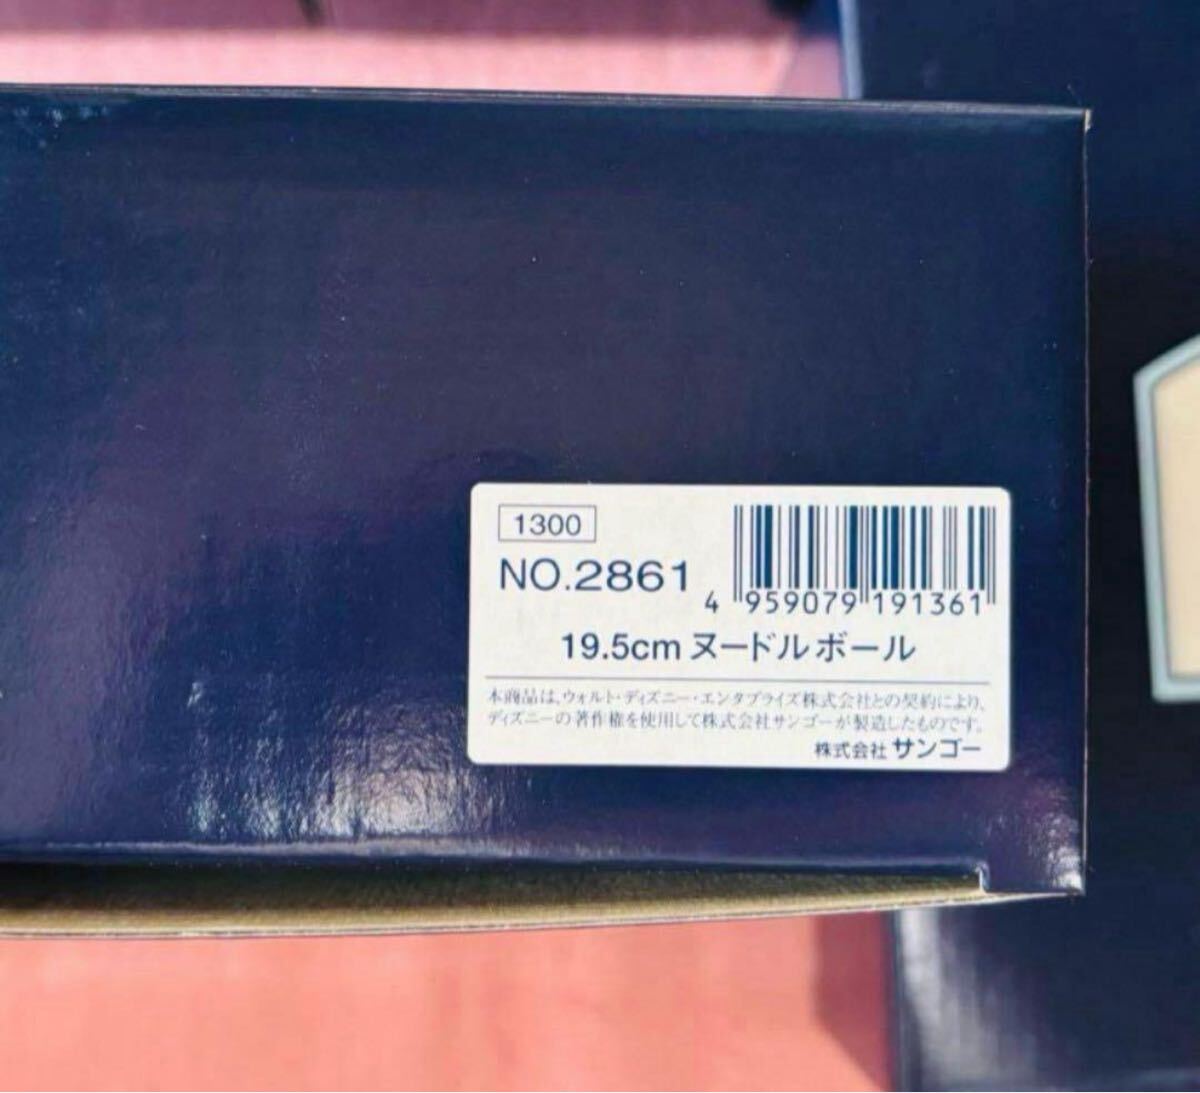 1300
NO.2861
4 959079 191361
19.5cm ヌードルボール
本商品は、ウォルト・ディズニー・エンタプライズ株式会社との契約により、
ディズニーの著作権を使用して株式会社サンゴーが製造したものです。
株式会社 サンゴー